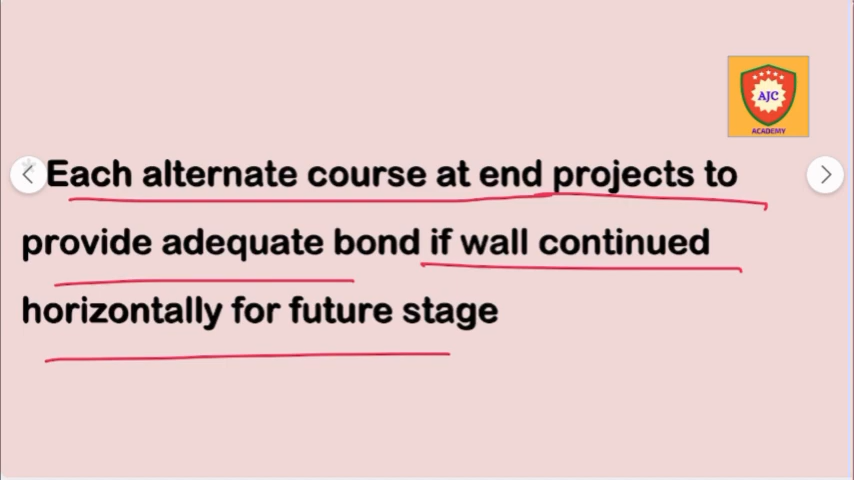 AJC
ACADEMY
Each alternate course at end projects to
provide adequate bond if wall continued
horizontally for future stage